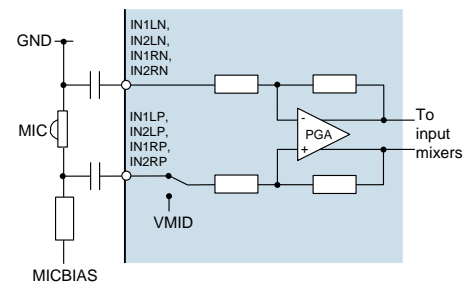 IN1LN,
IN2LN,
IN1RN,
IN2RN
GND
MIC
IN1LP,
IN2LP,
IN1RP,
IN2RP
-
PGA
+
To
input
mixers
VMID
MICBIAS